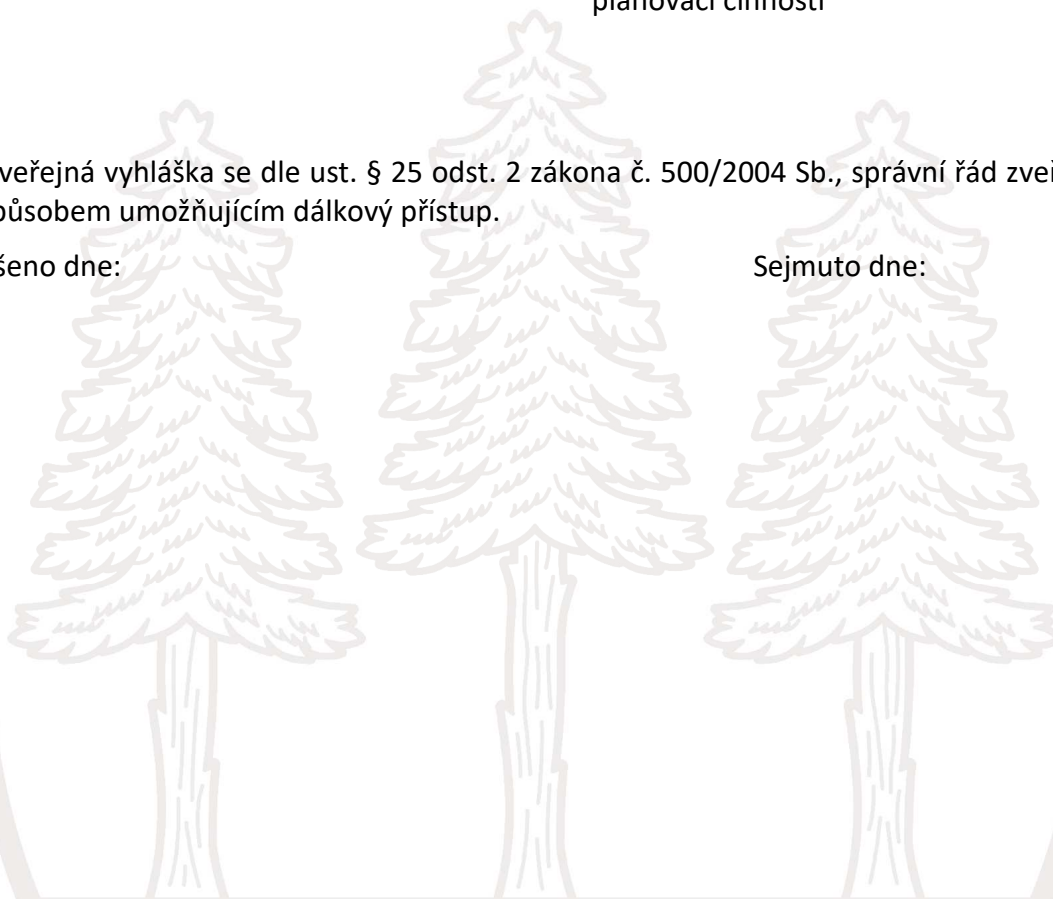 plánovací činnosti
veřejná vyhláška se dle ust. § 25 odst. 2 zákona č. 500/2004 Sb., správní řád zveř
působem umožňujícím dálkový přístup.
šeno dne: Sejmuto dne: